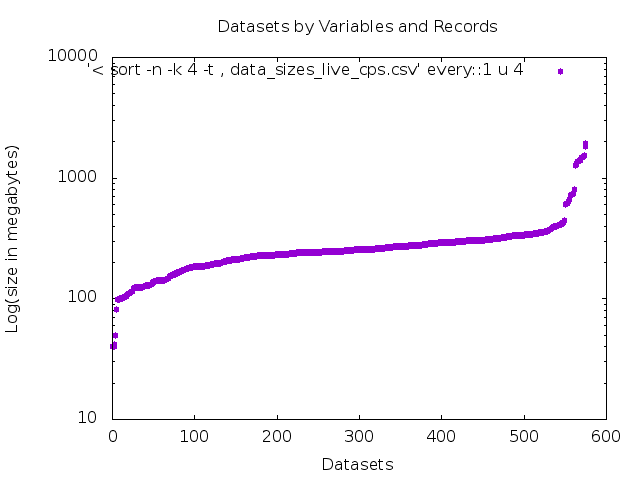 Datasets by Variables and Records
10000
'< sort -n -k 4 -t , data_sizes_live_cps.csv' every::1 u 4
1000
Log(size in megabytes)
100
10
0 100 200 300 400 500 600
Datasets